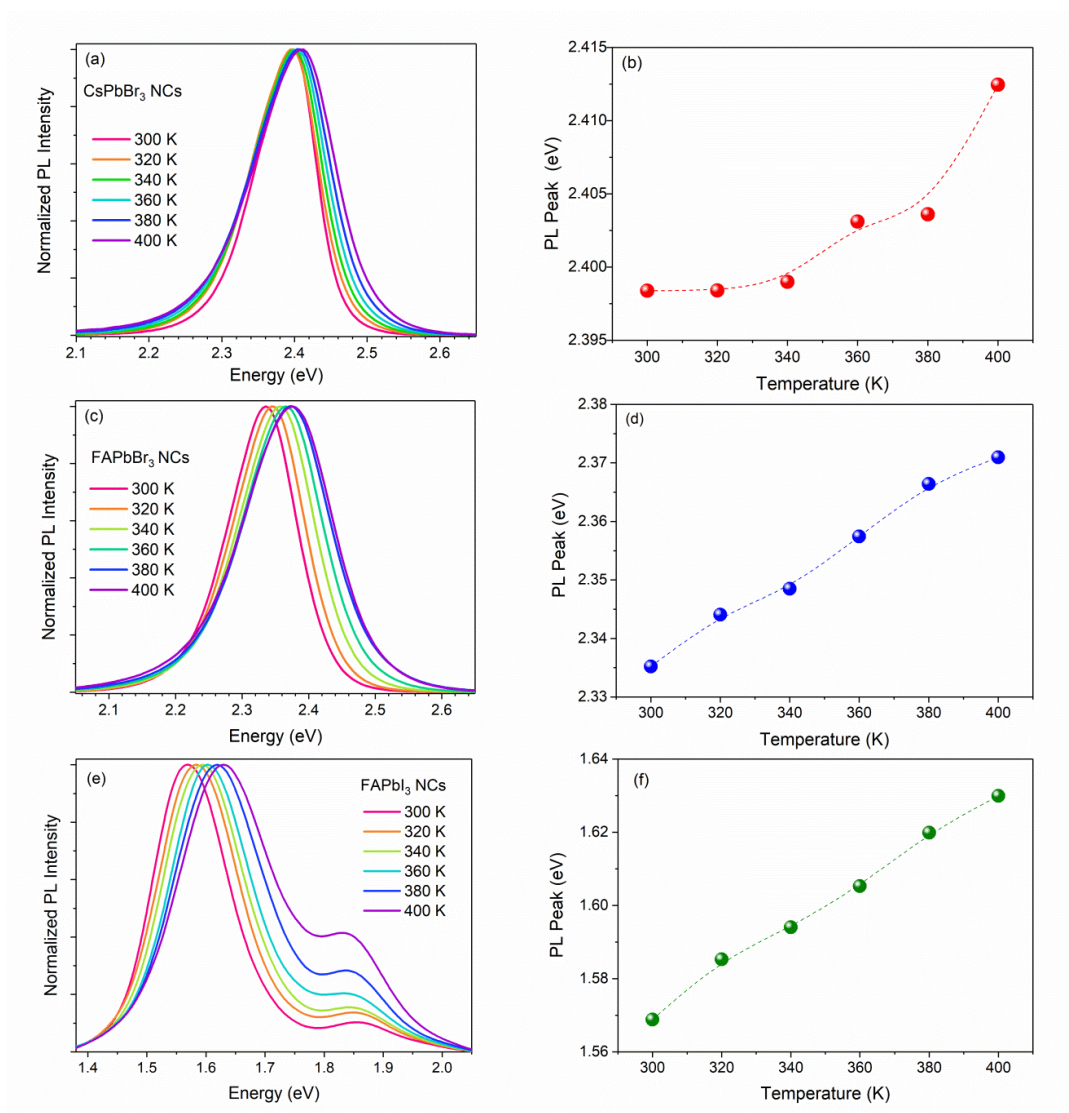 (a)
CsPbBr₃ NCs
300 K
320 K
340 K
360 K
380 K
400 K
Normalized PL Intensity
2.1 2.2 2.3 2.4 2.5 2.6
Energy (eV)
(b)
2.415
2.410
2.405
2.400
2.395
PL Peak (eV)
300 320 340 360 380 400
Temperature (K)
(c)
FAPbBr₃ NCs
300 K
320 K
340 K
360 K
380 K
400 K
Normalized PL Intensity
2.1 2.2 2.3 2.4 2.5 2.6
Energy (eV)
(d)
2.38
2.37
2.36
2.35
2.34
2.33
PL Peak (eV)
300 320 340 360 380 400
Temperature (K)
(e)
FAPbI₃ NCs
300 K
320 K
340 K
360 K
380 K
400 K
Normalized PL Intensity
1.4 1.5 1.6 1.7 1.8 1.9 2.0
Energy (eV)
(f)
1.64
1.62
1.60
1.58
1.56
PL Peak (eV)
300 320 340 360 380 400
Temperature (K)